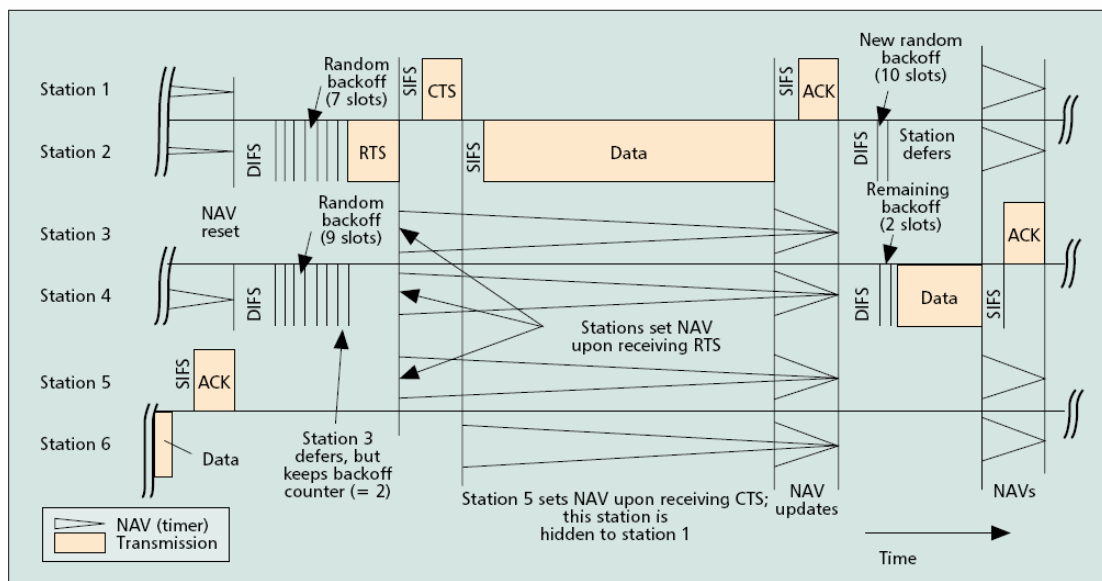 Station 1
Station 2
Station 3
Station 4
Station 5
Station 6
Random
backoff
(7 slots)
SIFS
CTS
SIFS
ACK
New random
backoff
(10 slots)
DIFS
RTS
SIFS
Data
DIFS
Station
defers
NAV
reset
Random
backoff
(9 slots)
Remaining
backoff
(2 slots)
ACK
DIFS
Stations set NAV
upon receiving RTS
DIFS
Data
SIFS
SIFS
ACK
Data
Station 3
defers, but
keeps backoff
counter (= 2)
Station 5 sets NAV upon receiving CTS;
this station is
hidden to station 1
NAV
updates
NAVs
NAV (timer)
Transmission
Time